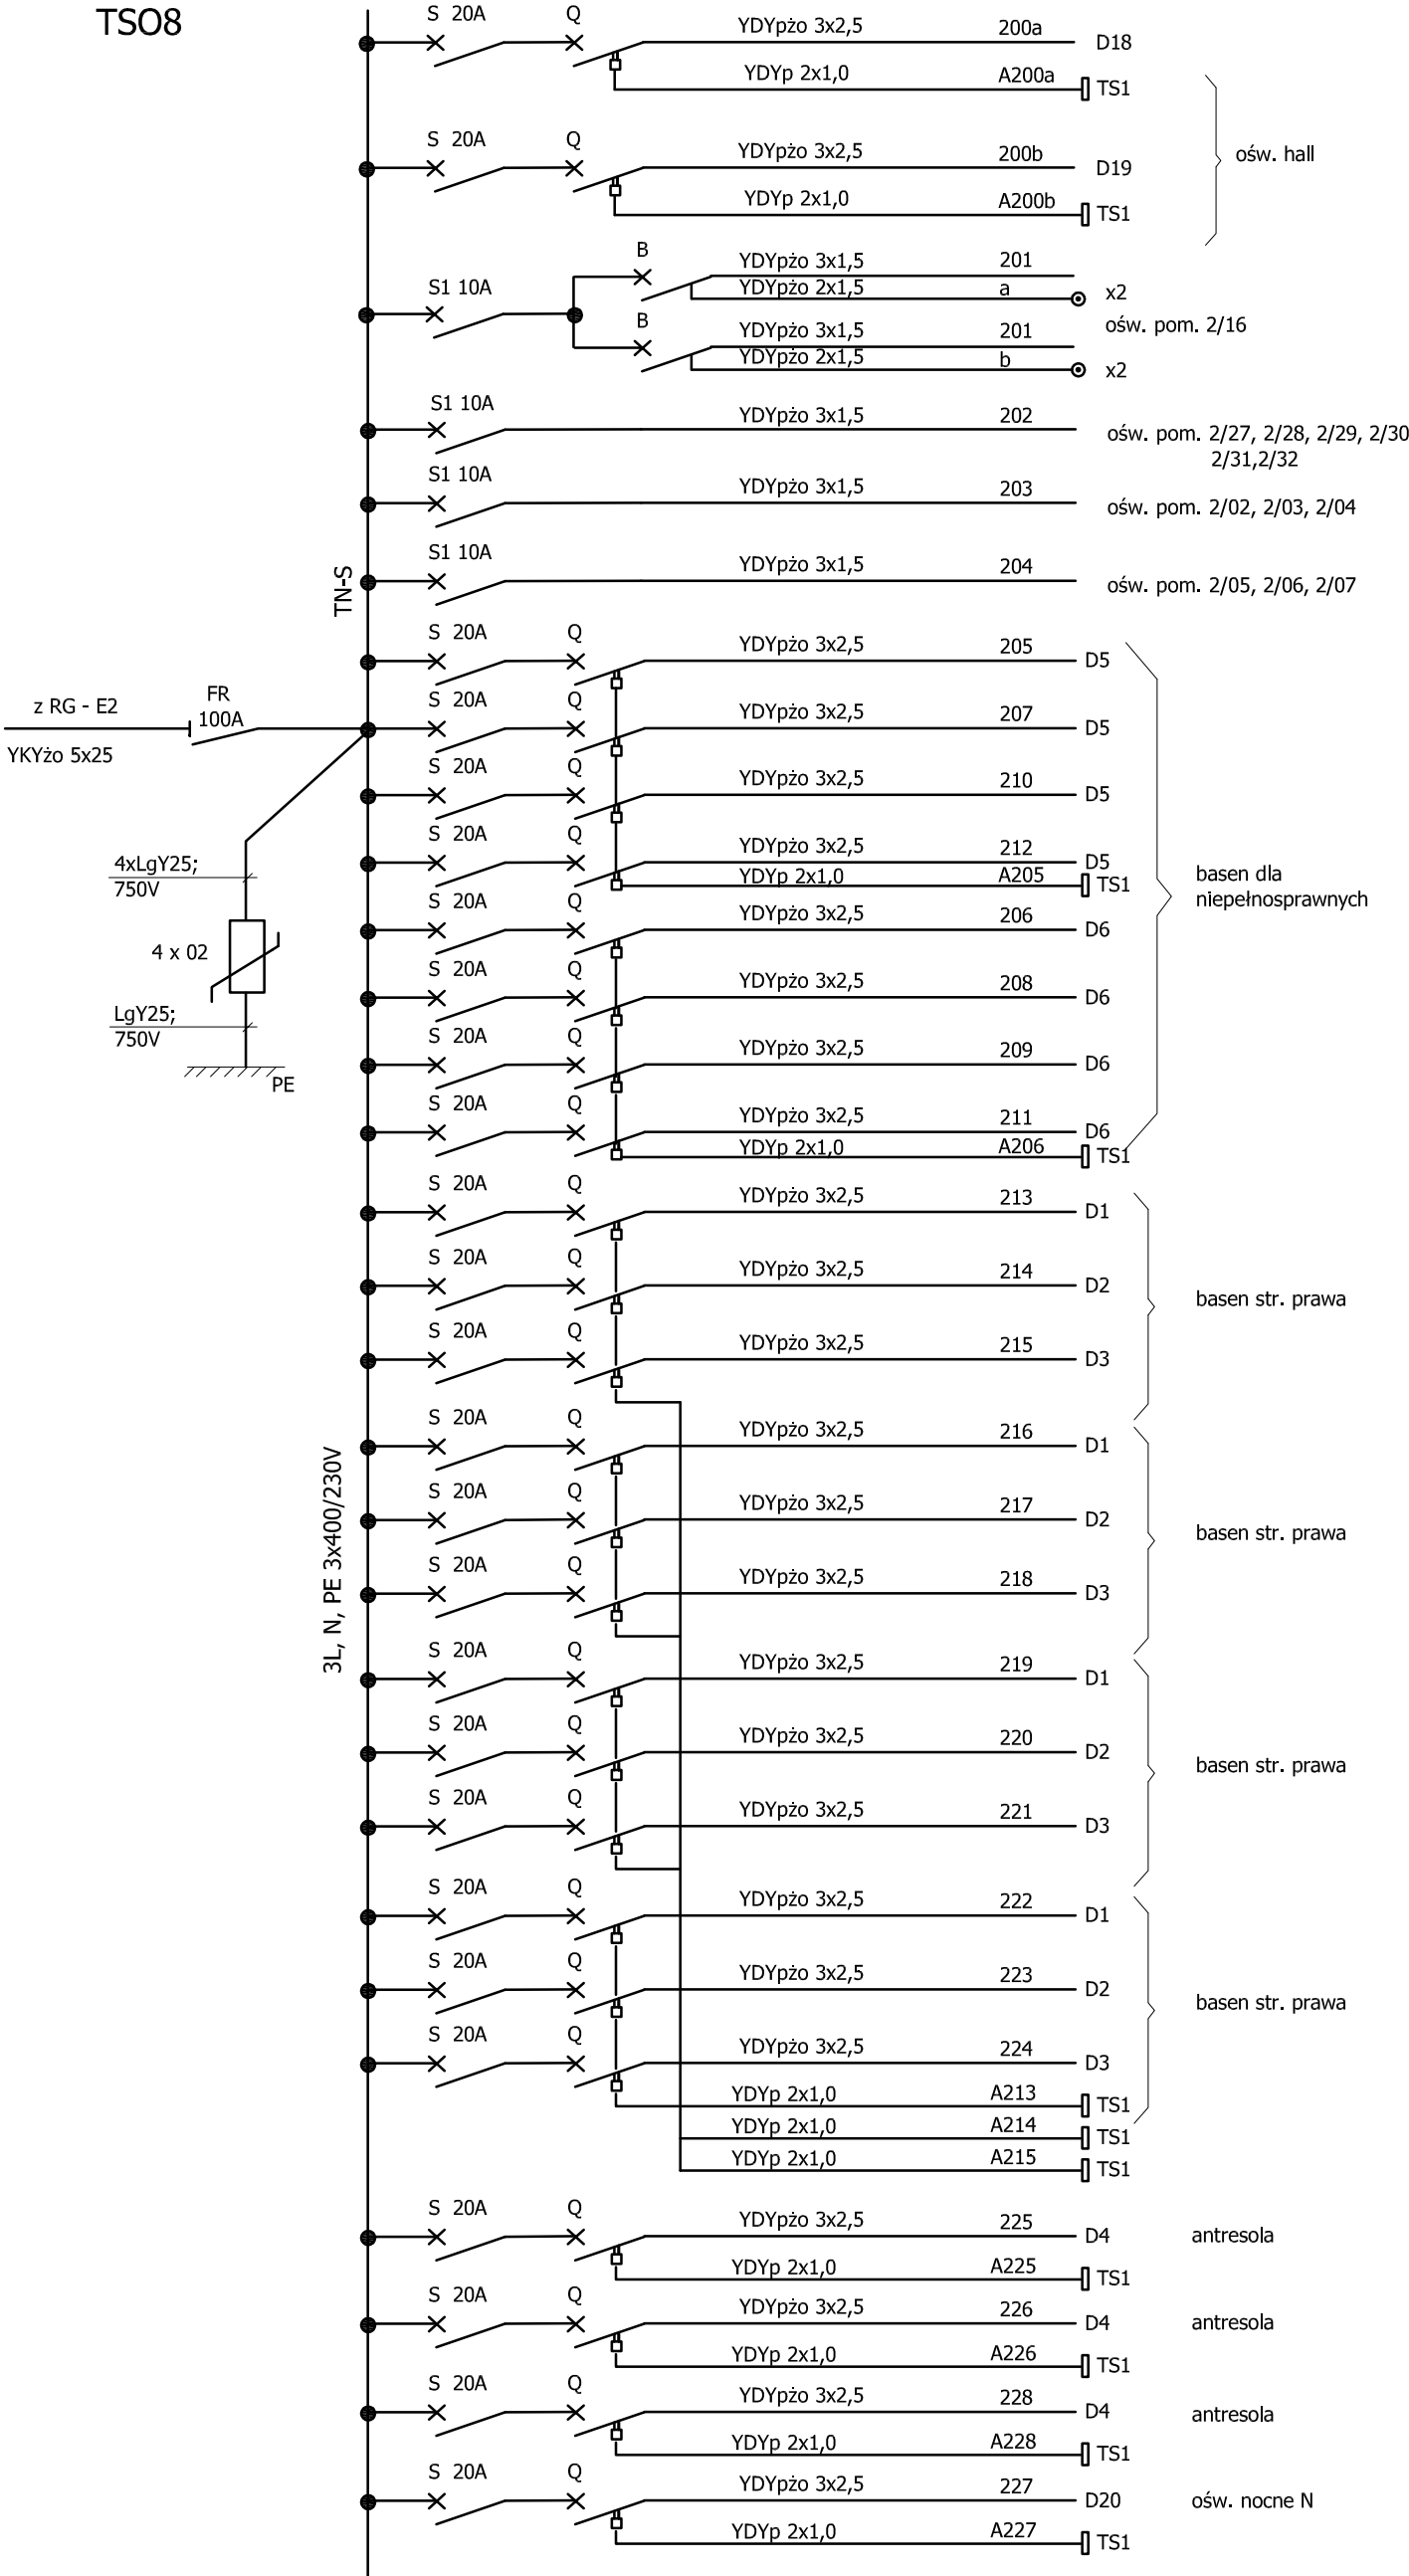 TSO8
S 20A Q YDYpżo 3x2,5 200a D18
YDYp 2x1,0 A200a TS1
ośw. hall
S 20A Q YDYpżo 3x2,5 200b D19
YDYp 2x1,0 A200b TS1
S1 10A
B YDYpżo 3x1,5 201
YDYpżo 2x1,5 a x2
ośw. pom. 2/16
B YDYpżo 3x1,5 201
YDYpżo 2x1,5 b x2
S1 10A YDYpżo 3x1,5 202
ośw. pom. 2/27, 2/28, 2/29, 2/30
2/31,2/32
S1 10A YDYpżo 3x1,5 203
ośw. pom. 2/02, 2/03, 2/04
S1 10A YDYpżo 3x1,5 204
ośw. pom. 2/05, 2/06, 2/07
TN-S
S 20A Q YDYpżo 3x2,5 205 D5
z RG - E2
FR
100A
YKYżo 5x25
S 20A Q YDYpżo 3x2,5 207 D5
S 20A Q YDYpżo 3x2,5 210 D5
S 20A Q YDYpżo 3x2,5 212 D5
YDYp 2x1,0 A205 TS1
4xLgY25;
750V
4 x 02
LgY25;
750V
PE
basen dla
niepełnosprawnych
S 20A Q YDYpżo 3x2,5 206 D6
S 20A Q YDYpżo 3x2,5 208 D6
S 20A Q YDYpżo 3x2,5 209 D6
S 20A Q YDYpżo 3x2,5 211 D6
YDYp 2x1,0 A206 TS1
S 20A Q YDYpżo 3x2,5 213 D1
S 20A Q YDYpżo 3x2,5 214 D2
basen str. prawa
S 20A Q YDYpżo 3x2,5 215 D3
S 20A Q YDYpżo 3x2,5 216 D1
S 20A Q YDYpżo 3x2,5 217 D2
basen str. prawa
S 20A Q YDYpżo 3x2,5 218 D3
3L, N, PE 3x400/230V
S 20A Q YDYpżo 3x2,5 219 D1
S 20A Q YDYpżo 3x2,5 220 D2
basen str. prawa
S 20A Q YDYpżo 3x2,5 221 D3
S 20A Q YDYpżo 3x2,5 222 D1
S 20A Q YDYpżo 3x2,5 223 D2
basen str. prawa
S 20A Q YDYpżo 3x2,5 224 D3
YDYp 2x1,0 A213 TS1
YDYp 2x1,0 A214 TS1
YDYp 2x1,0 A215 TS1
S 20A Q YDYpżo 3x2,5 225 D4 antresola
YDYp 2x1,0 A225 TS1
S 20A Q YDYpżo 3x2,5 226 D4 antresola
YDYp 2x1,0 A226 TS1
S 20A Q YDYpżo 3x2,5 228 D4 antresola
YDYp 2x1,0 A228 TS1
S 20A Q YDYpżo 3x2,5 227 D20 ośw. nocne N
YDYp 2x1,0 A227 TS1